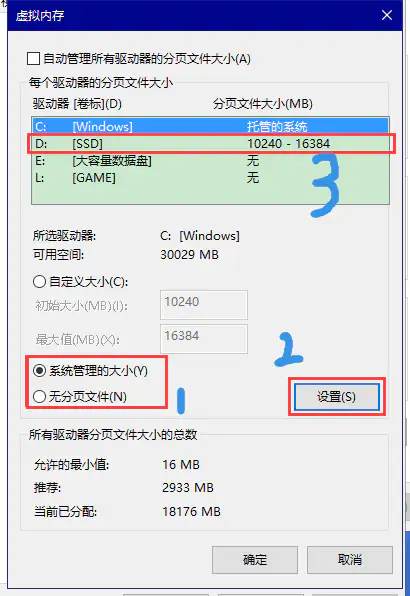 虚拟内存
自动管理所有驱动器的分页文件大小(A)
每个驱动器的分页文件大小
驱动器 [卷标](D) 分页文件大小(MB)
C: [Windows] 托管的系统
D: [SSD] 10240 - 16384
E: [大容量数据盘] 无
L: [GAME] 无
3
所选驱动器: C: [Windows]
可用空间: 30029 MB
自定义大小(C):
初始大小(MB)(I): 10240
最大值(MB)(X): 16384
系统管理的大小(Y)
2
无分页文件(N)
1
设置(S)
所有驱动器分页文件大小的总数
允许的最小值: 16 MB
推荐: 2933 MB
当前已分配: 18176 MB
确定 取消